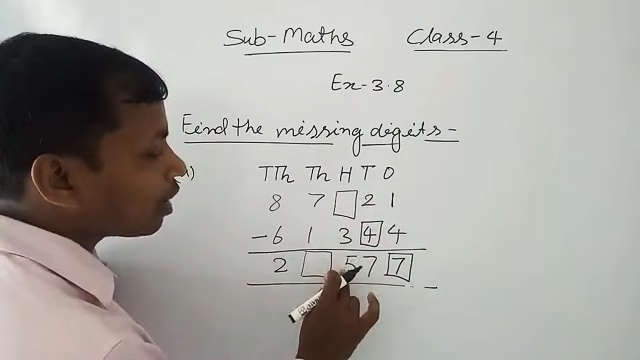 Sub- Maths Class-4
Ex-3.8
Find the missing digits-
TTh Th H T O
8 7 2 1
-6 1 3 4 4
2 5 7 7